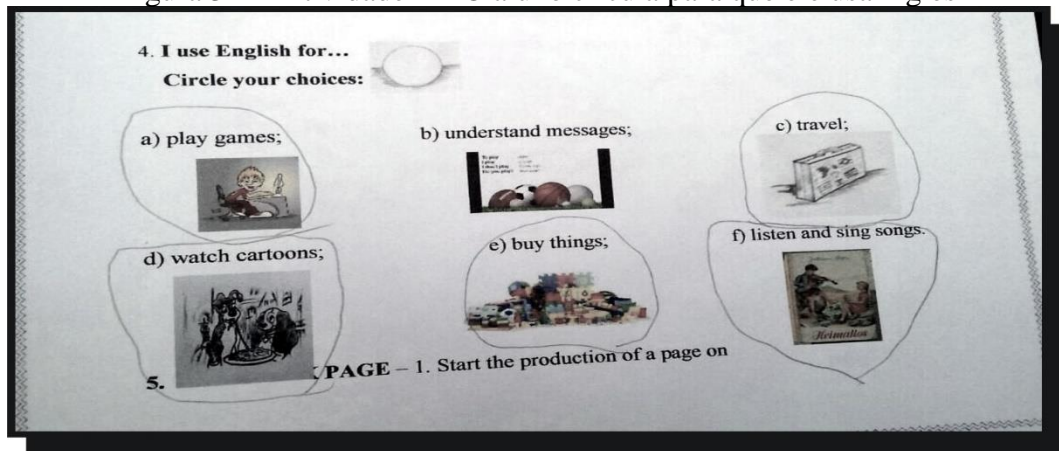 4. I use English for...
Circle your choices:
a) play games;
b) understand messages;
c) travel;
d) watch cartoons;
e) buy things;
f) listen and sing songs.
Heimatlos
5. PAGE – 1. Start the production of a page on